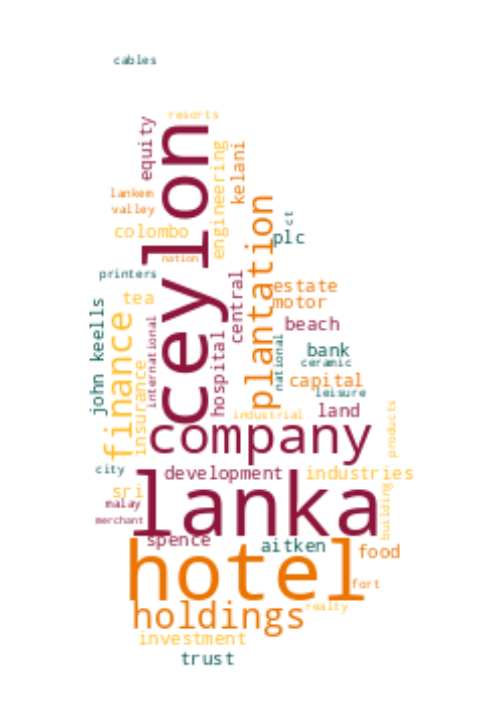 cables
resorts
equity
ceylon
engineering
kelani
lankem
valley
plantation
ct
colombo
plc
nation
printers
central
estate
tea
motor
john keells
finance
international
beach
hospital
national
bank
insurance
ceramic
capital
leisure
land
industrial
products
company
city
development
industries
lanka
sri
building
malay
merchant
spence
aitken
food
hotel
fort
holdings
realty
investment
trust